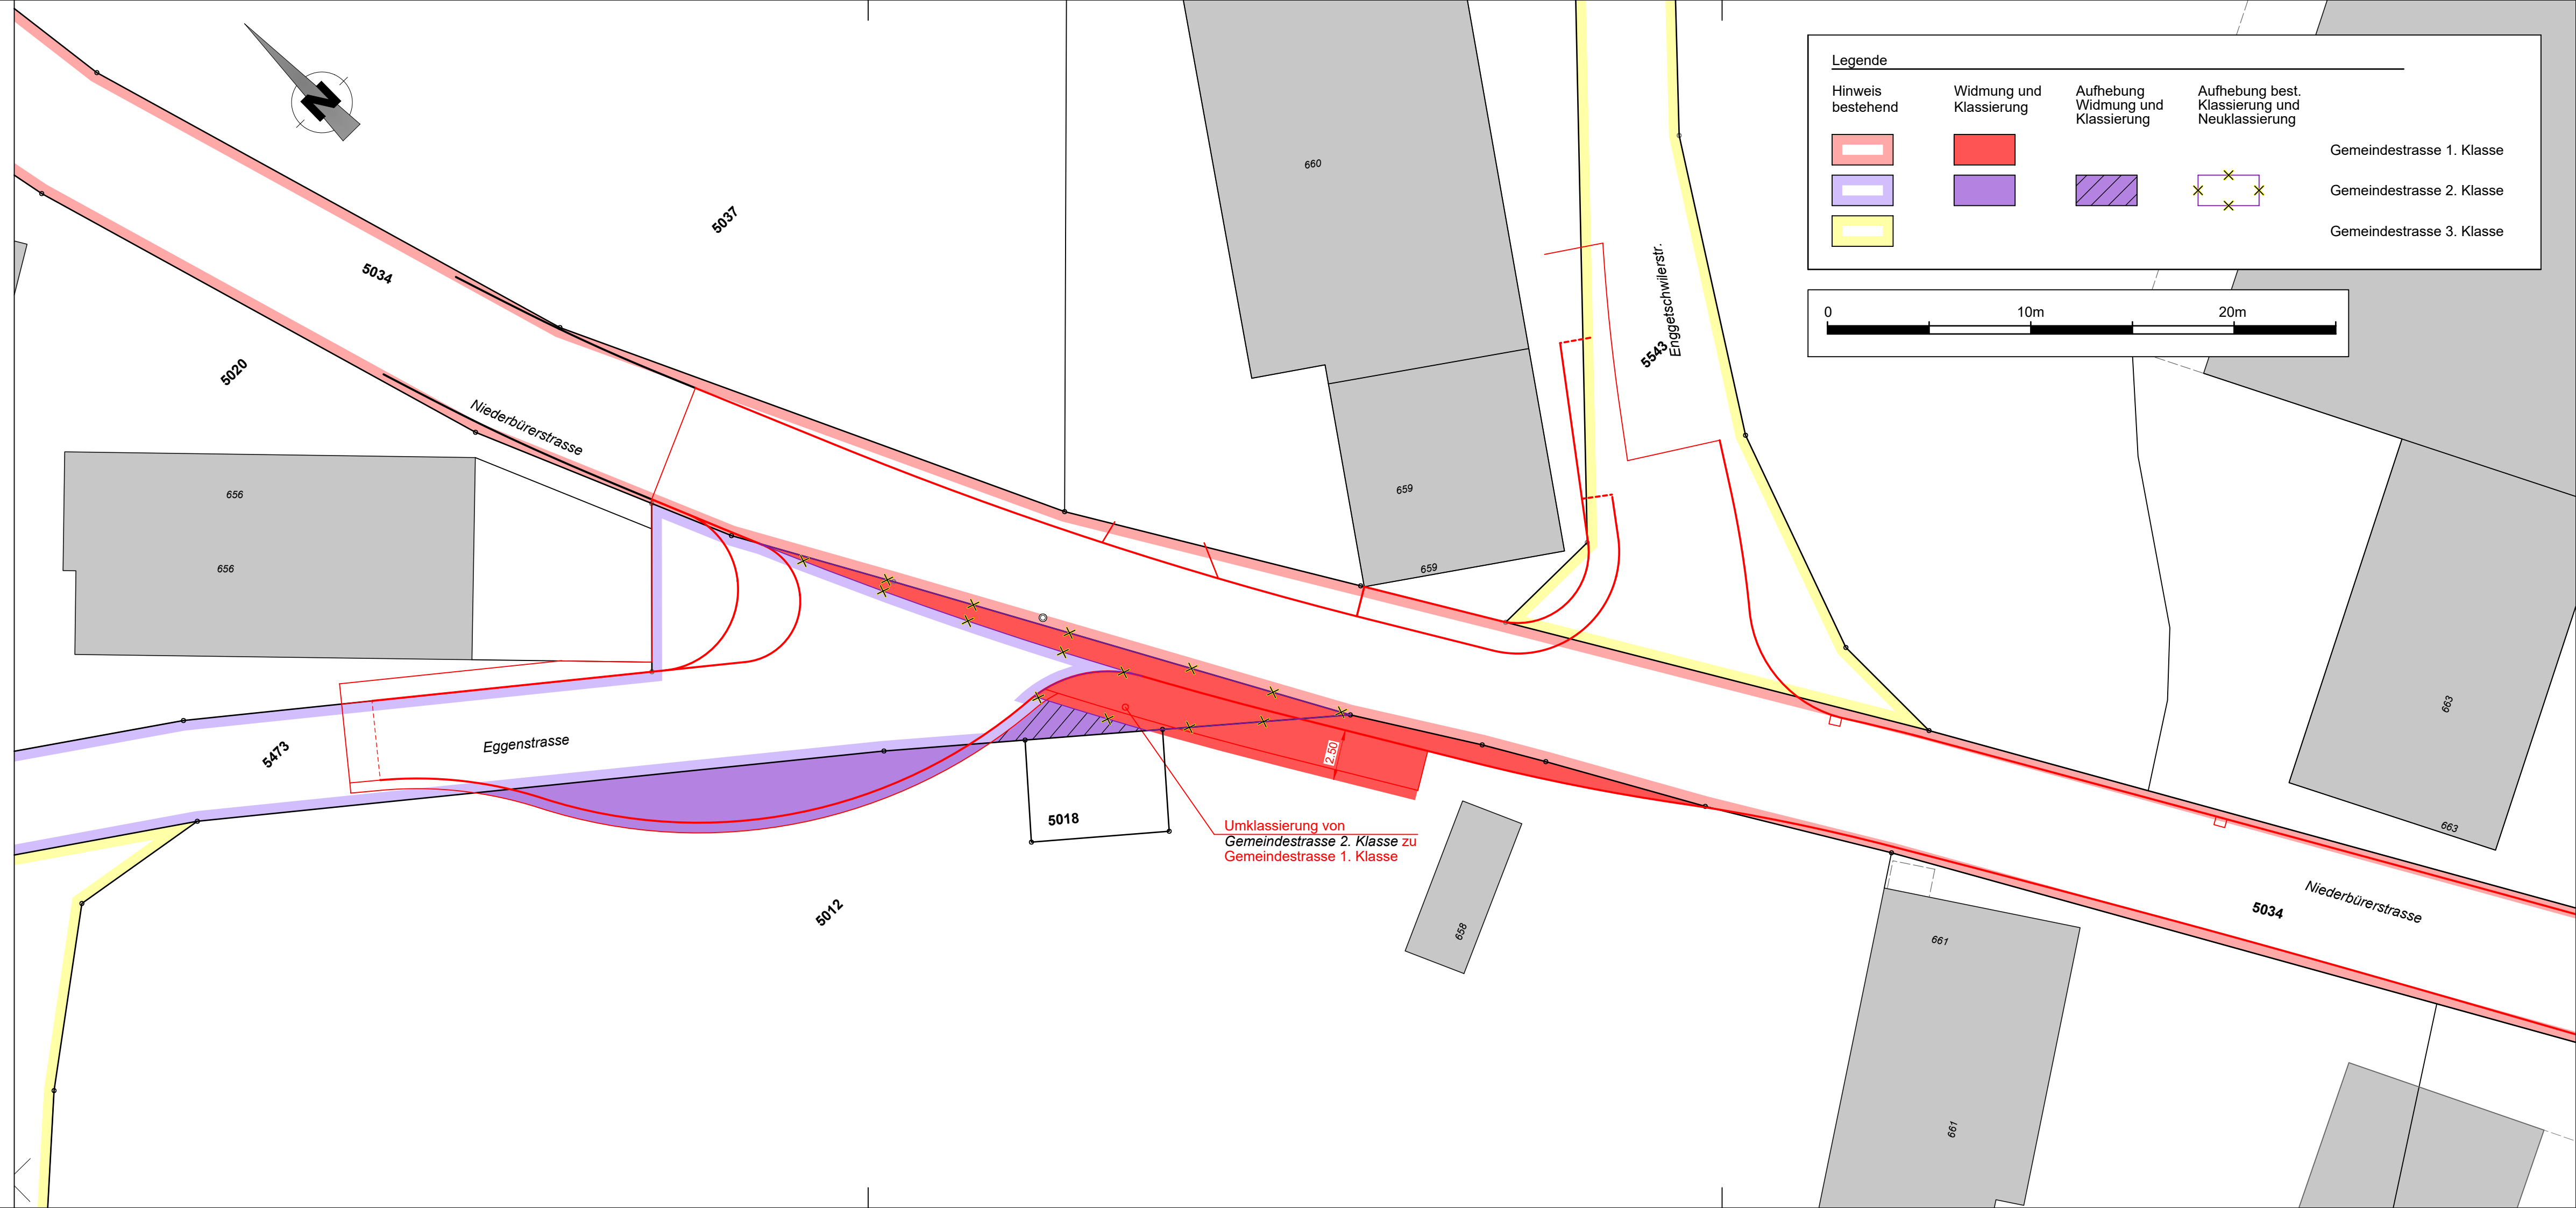 Legende
Hinweis
bestehend
Widmung und
Klassierung
Aufhebung
Widmung und
Klassierung
Aufhebung best.
Klassierung und
Neuklassierung
Gemeindestrasse 1. Klasse
Gemeindestrasse 2. Klasse
Gemeindestrasse 3. Klasse
0
10m
20m
N
5037
5034
5020
Niederbürerstrasse
656
656
660
659
659
Enggetschwilerstr.
5543
Eggenstrasse
5473
5018
2.50
Umklassierung von
Gemeindestrasse 2. Klasse zu
Gemeindestrasse 1. Klasse
5012
658
661
661
663
663
Niederbürerstrasse
5034